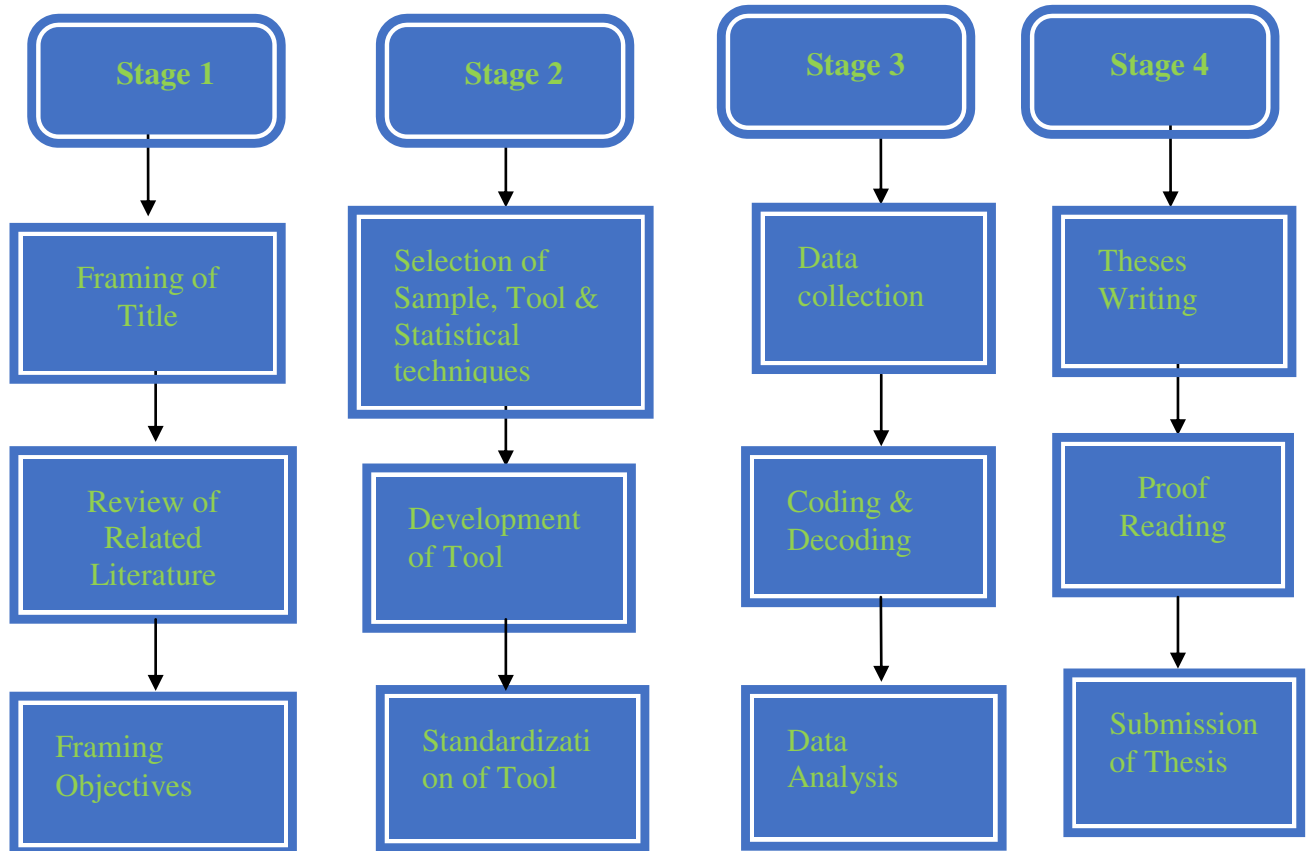 Stage 1
Framing of
Title
Review of
Related
Literature
Framing
Objectives
Stage 2
Selection of
Sample, Tool &
Statistical
techniques
Development
of Tool
Standardizati
on of Tool
Stage 3
Data
collection
Coding &
Decoding
Data
Analysis
Stage 4
Theses
Writing
Proof
Reading
Submission
of Thesis